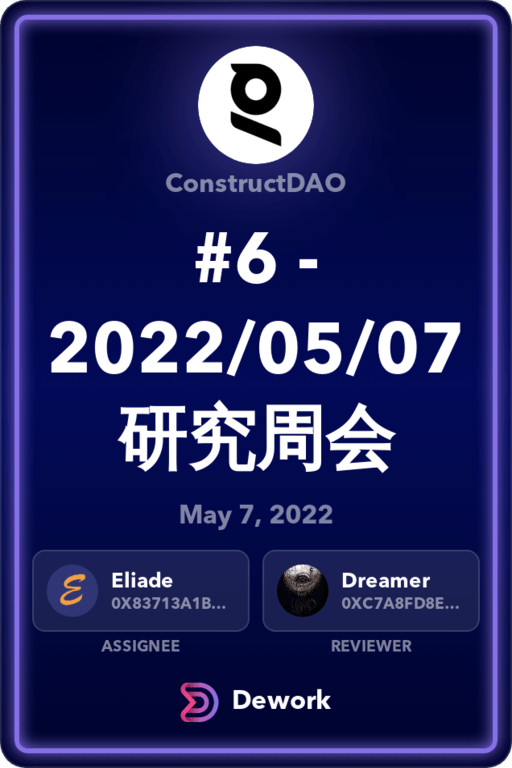 ConstructDAO
#6 -
2022/05/07
研究周会
May 7, 2022
Eliade
0X83713A1B...
ASSIGNEE
Dreamer
0XC7A8FD8E...
REVIEWER
Dework